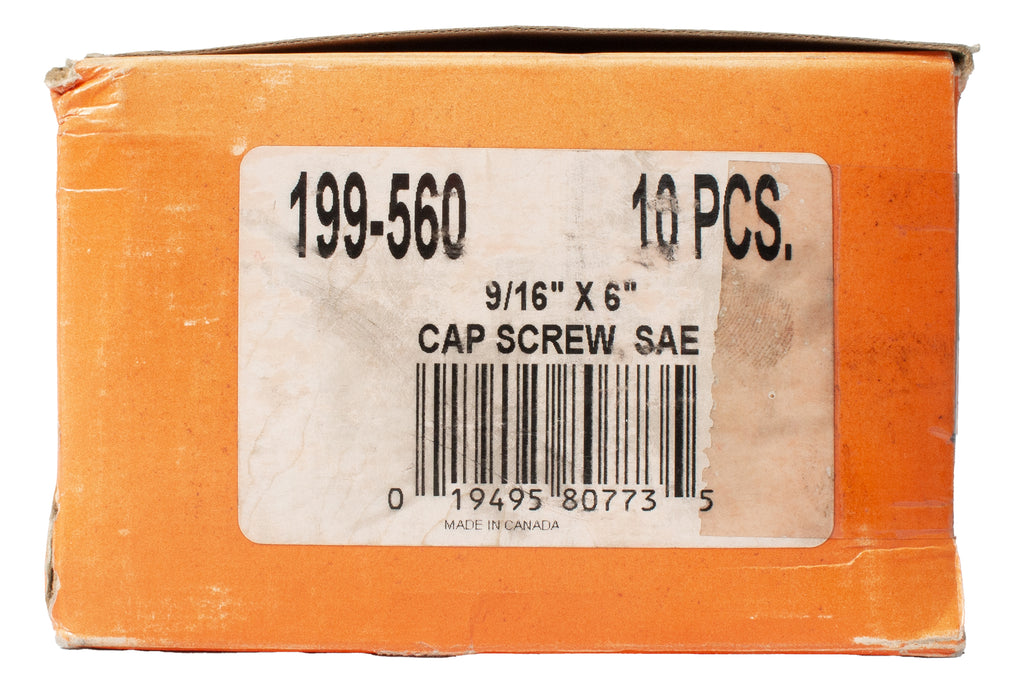 199-560 10 PCS.
9/16" X 6"
CAP SCREW SAE
0 19495 80773 5
MADE IN CANADA